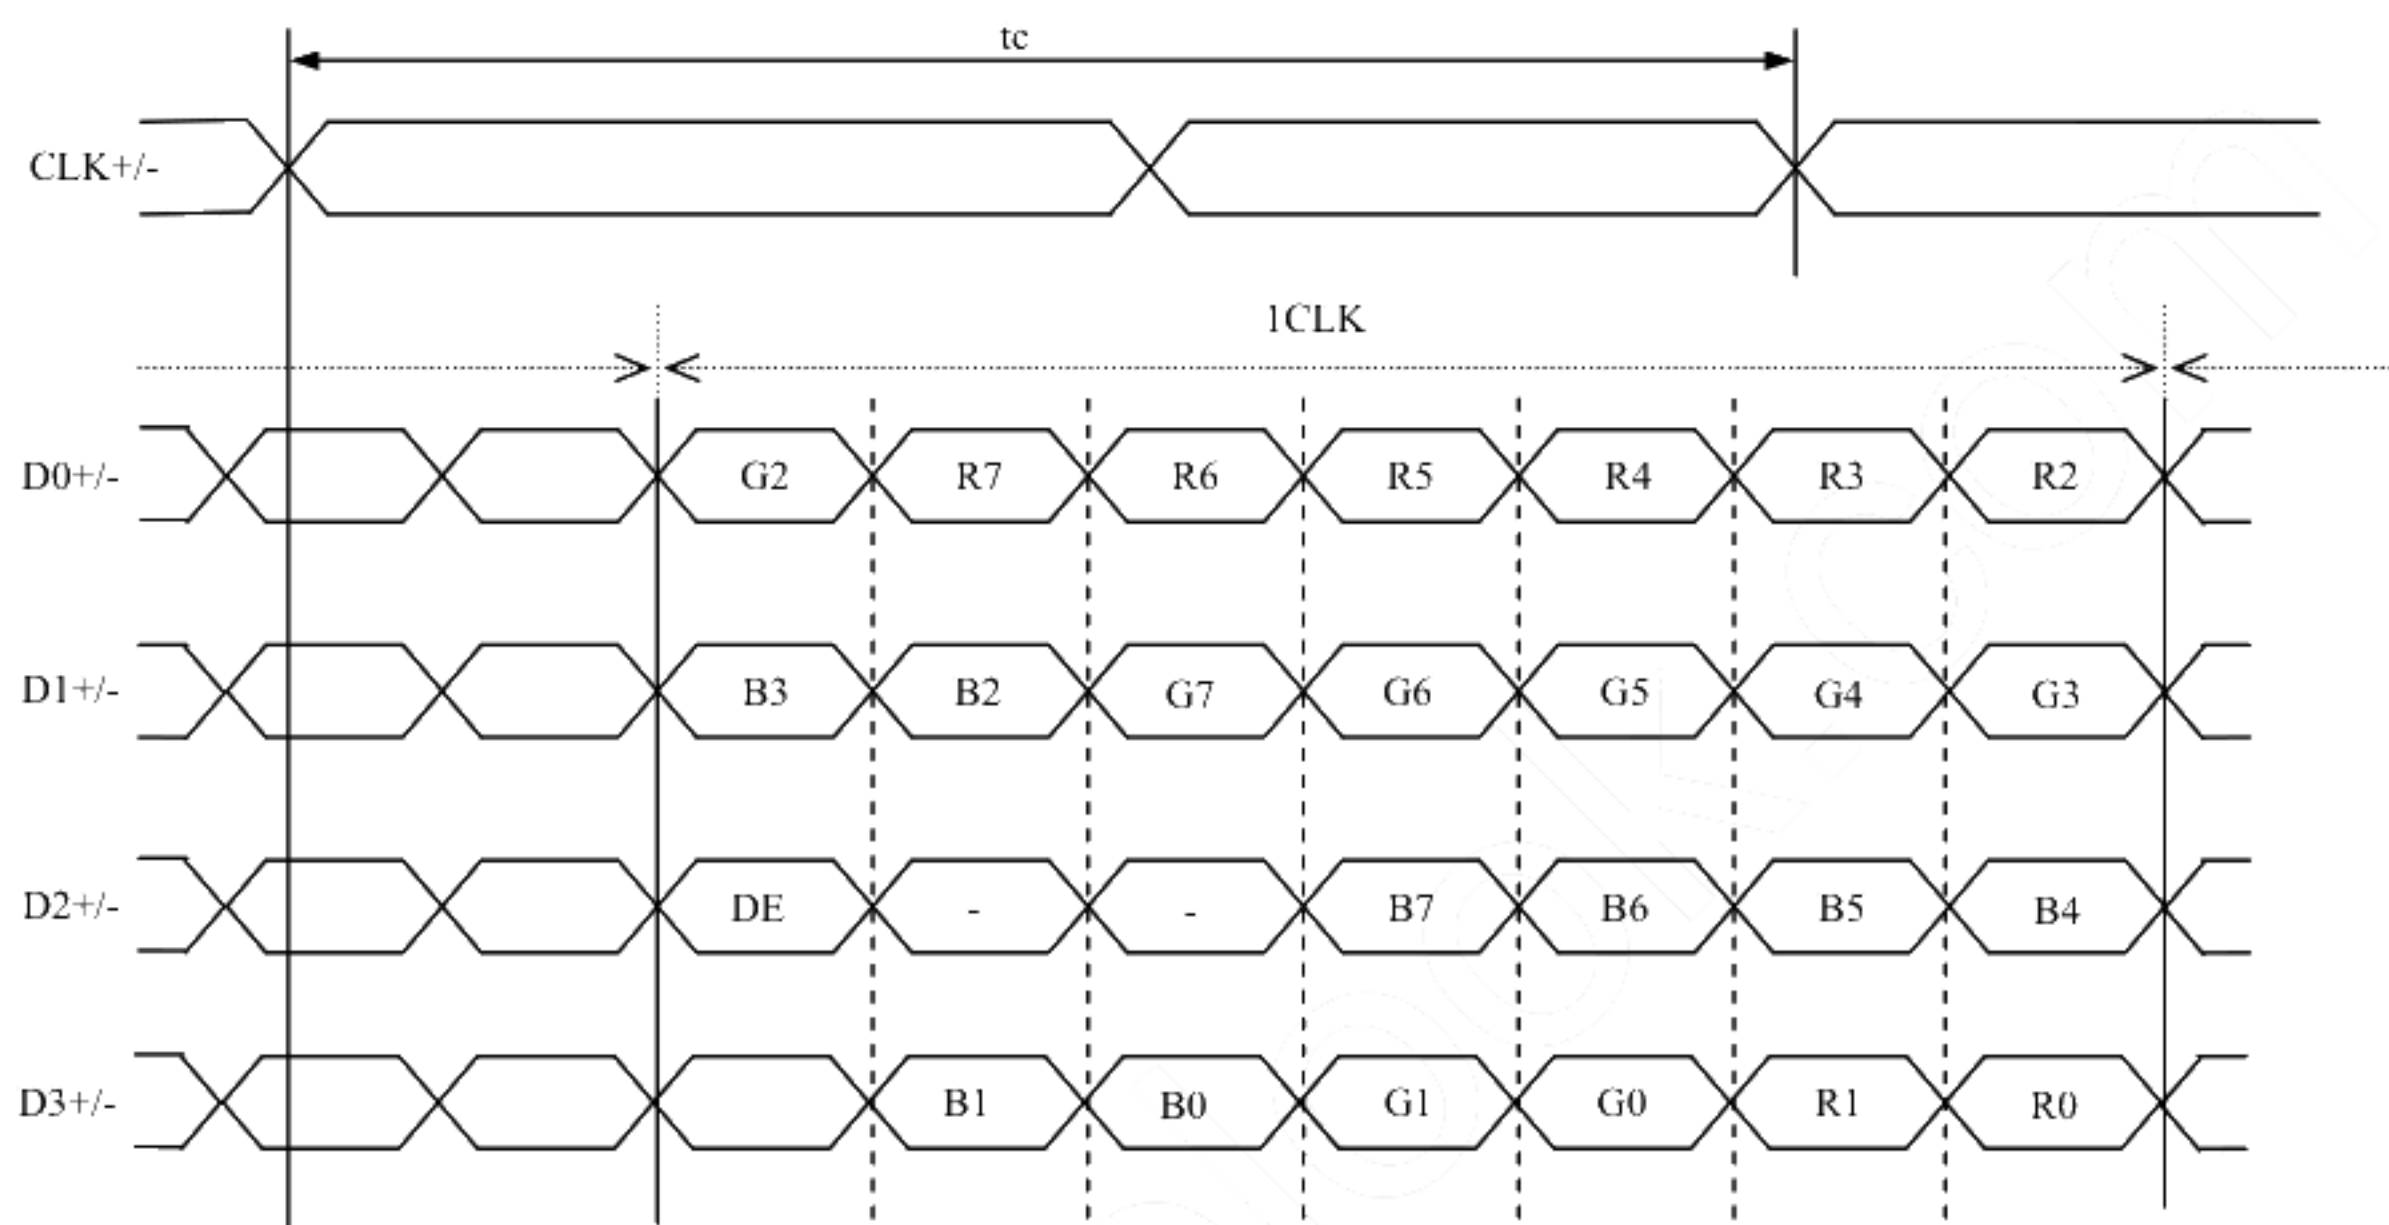 tc
CLK+/-
1CLK
D0+/- G2 R7 R6 R5 R4 R3 R2
D1+/- B3 B2 G7 G6 G5 G4 G3
D2+/- DE - - B7 B6 B5 B4
D3+/- B1 B0 G1 G0 R1 R0